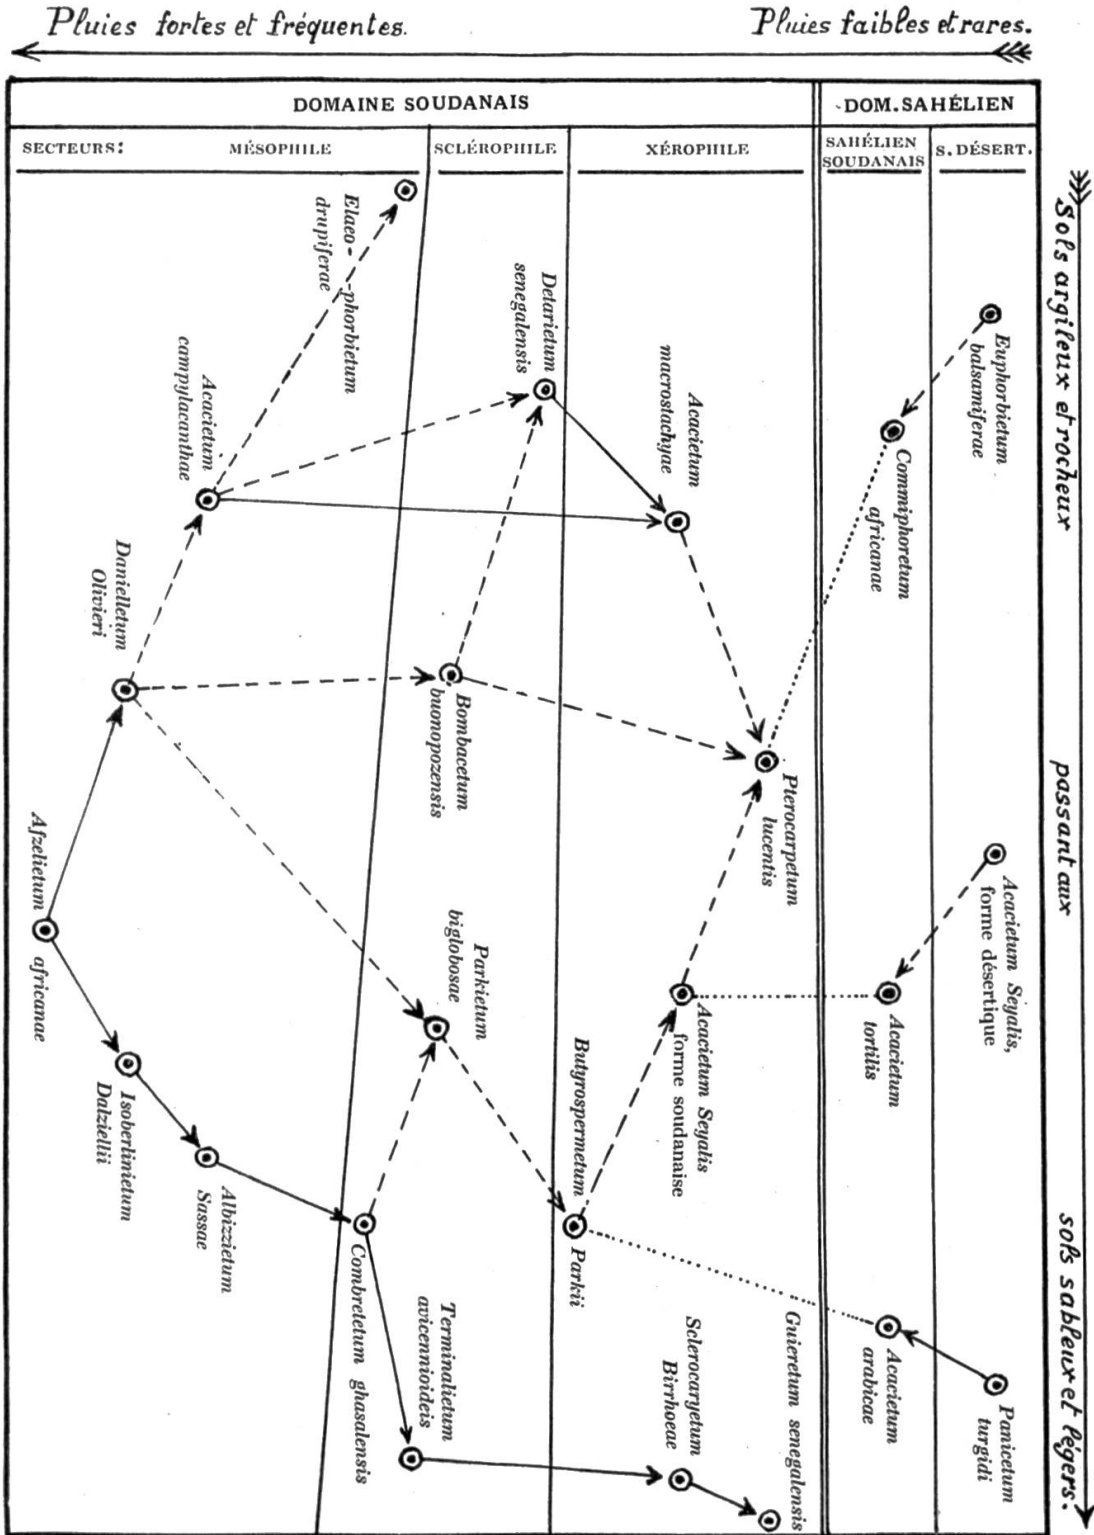 Pluies fortes et fréquentes.
Pluies faibles et rares.
DOMAINE SOUDANAIS
DOM. SAHÉLIEN
SECTEURS:
MÉSOPHILE
SCLÉROPHILE
XÉROPHILE
SAHÉLIEN
SOUDANAIS
S. DÉSERT.
Sols argileux et rocheux
passant aux
sols sableux et légers.
Elaeo- -phorbietum
drupiferae
Detarietum
senegalensis
Euphorbietum
balsamiferae
Acacietum
campylacanthae
Acacietum
macrostachyae
Commiphoretum
africanae
Danielletum
Olivieri
Bombacetum
buonopozensis
Pterocarpetum
lucentis
Afzelietum africanae
Parkietum
biglobosae
Acacietum Seyalis,
forme désertique
Acacietum Seyalis
forme soudanaise
Acacietum
tortilis
Isoberlinietum
Dalziellii
Albizzietum
Sassae
Butyrospermetum Parkii
Combretetum ghasalensis
Terminalietum
avicennioideis
Sclerocaryetum
Birrhoeae
Guieretum senegalensis
Acacietum
arabicae
Panicetum
turgidi